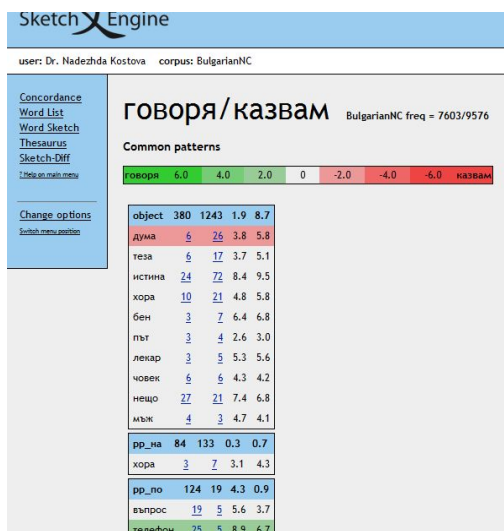 Sketch Engine
user: Dr. Nadezhda Kostova corpus: BulgarianNC
Concordance
Word List
Word Sketch
Thesaurus
Sketch-Diff
? Help on main menu
Change options
Switch menu position
говоря/казвам BulgarianNC freq = 7603/9576
Common patterns
говоря 6.0 4.0 2.0 0 -2.0 -4.0 -6.0 казвам
object 380 1243 1.9 8.7
дума 6 26 3.8 5.8
теза 6 17 3.7 5.1
истина 24 72 8.4 9.5
хора 10 21 4.8 5.8
бен 3 7 6.4 6.8
път 3 4 2.6 3.0
лекар 3 5 5.3 5.6
човек 6 6 4.3 4.2
нещо 27 21 7.4 6.8
мъж 4 3 4.7 4.1
pp_на 84 133 0.3 0.7
хора 3 7 3.1 4.3
pp_по 124 19 4.3 0.9
въпрос 19 5 5.6 3.7
телефон 25 5 8.9 6.7